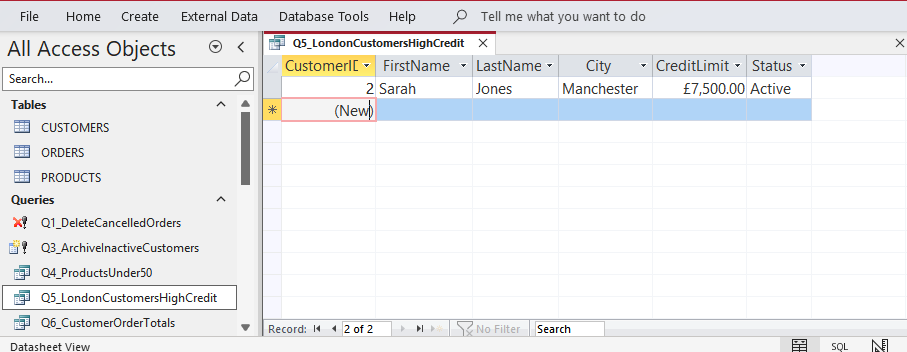 File Home Create External Data Database Tools Help Tell me what you want to do
All Access Objects
Search...
Tables
CUSTOMERS
ORDERS
PRODUCTS
Queries
Q1_DeleteCancelledOrders
Q3_ArchiveInactiveCustomers
Q4_ProductsUnder50
Q5_LondonCustomersHighCredit
Q6_CustomerOrderTotals
Q5_LondonCustomersHighCredit
CustomerID FirstName LastName City CreditLimit Status
2 Sarah Jones Manchester £7,500.00 Active
(New)
Record: 2 of 2 No Filter Search
Datasheet View SQL